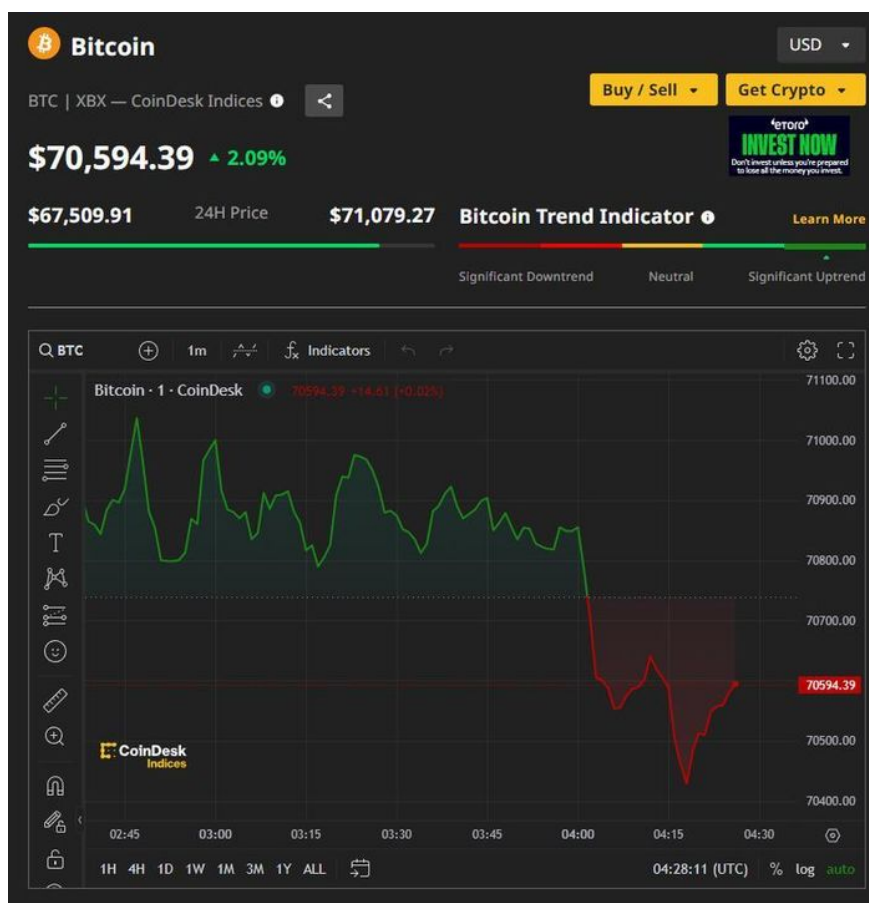 Bitcoin
USD
BTC | XBX — CoinDesk Indices
Buy / Sell
Get Crypto
$70,594.39 2.09%
'eToro'
INVEST NOW
Don't invest unless you're prepared
to lose all the money you invest.
$67,509.91 24H Price $71,079.27
Bitcoin Trend Indicator
Learn More
Significant Downtrend Neutral Significant Uptrend
BTC 1m Indicators
Bitcoin · 1 · CoinDesk 70594.39 +14.61 (+0.02%)
71100.00
71000.00
70900.00
70800.00
70700.00
70594.39
70500.00
70400.00
CoinDesk
Indices
02:45 03:00 03:15 03:30 03:45 04:00 04:15 04:30
1H 4H 1D 1W 1M 3M 1Y ALL 04:28:11 (UTC) % log auto